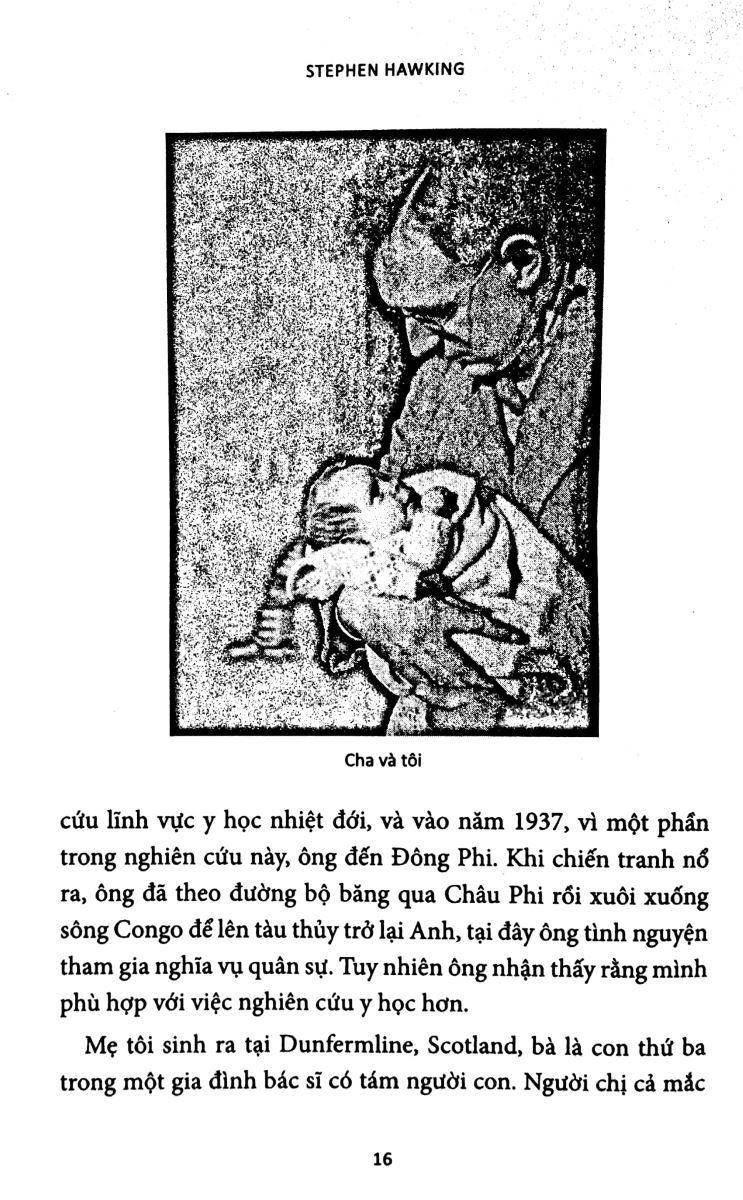 STEPHEN HAWKING
Cha và tôi
cứu lĩnh vực y học nhiệt đới, và vào năm 1937, vì một phần
trong nghiên cứu này, ông đến Đông Phi. Khi chiến tranh nổ
ra, ông đã theo đường bộ băng qua Châu Phi rồi xuôi xuống
sông Congo để lên tàu thủy trở lại Anh, tại đây ông tình nguyện
tham gia nghĩa vụ quân sự. Tuy nhiên ông nhận thấy rằng mình
phù hợp với việc nghiên cứu y học hơn.
Mẹ tôi sinh ra tại Dunfermline, Scotland, bà là con thứ ba
trong một gia đình bác sĩ có tám người con. Người chị cả mắc
16